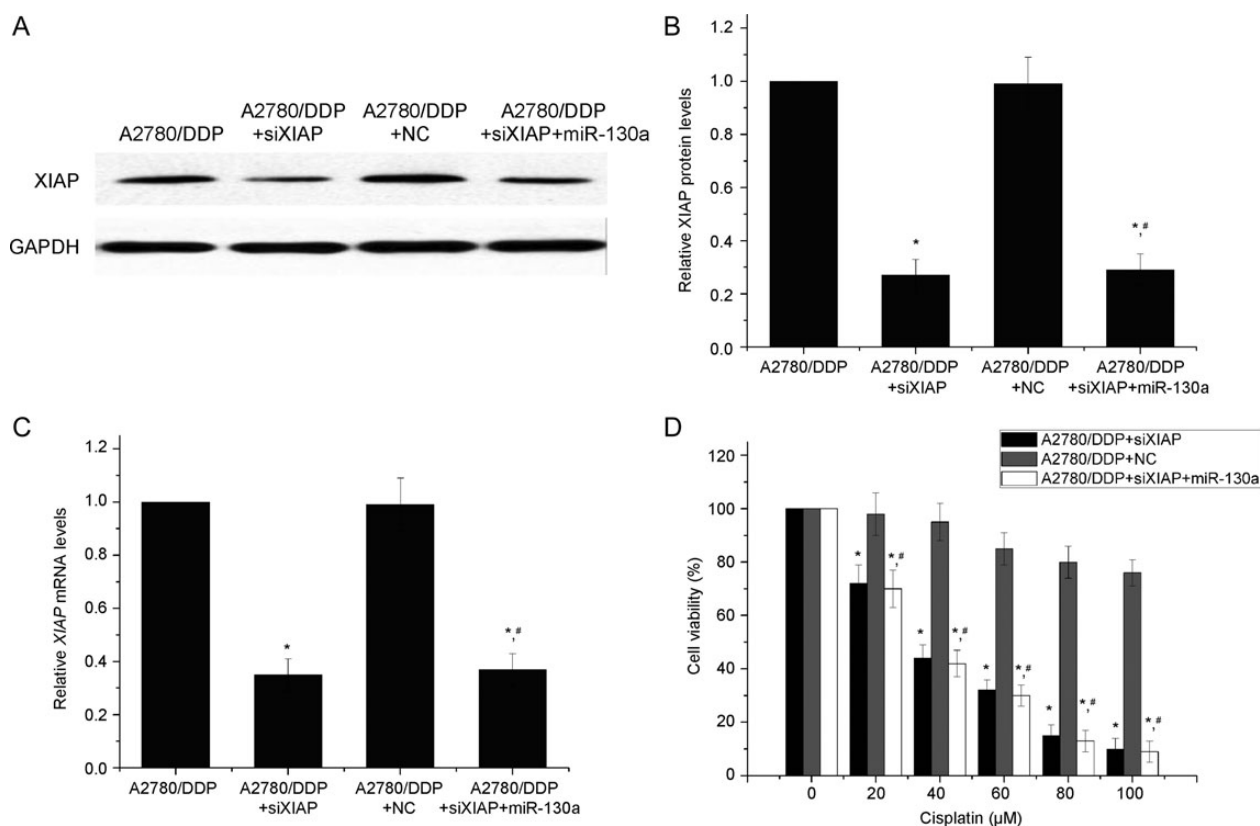 A
A2780/DDP
A2780/DDP
+siXIAP
A2780/DDP
+NC
A2780/DDP
+siXIAP+miR-130a
XIAP
GAPDH
B
Relative XIAP protein levels
1.2
1.0
0.8
0.6
0.4
0.2
0.0
*
*,#
A2780/DDP
A2780/DDP
+siXIAP
A2780/DDP
+NC
A2780/DDP
+siXIAP+miR-130a
C
Relative XIAP mRNA levels
1.2
1.0
0.8
0.6
0.4
0.2
0.0
*
*,#
A2780/DDP
A2780/DDP
+siXIAP
A2780/DDP
+NC
A2780/DDP
+siXIAP+miR-130a
D
A2780/DDP+siXIAP
A2780/DDP+NC
A2780/DDP+siXIAP+miR-130a
Cell viability (%)
120
100
80
60
40
20
0
* *,#
* *,#
* *,#
* *,#
* *,#
0 20 40 60 80 100
Cisplatin (µM)